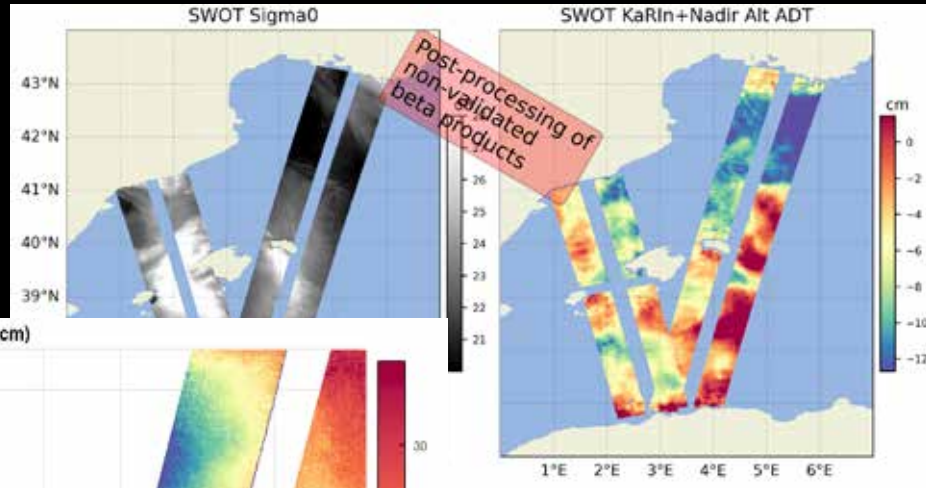 SWOT Sigma0
SWOT KaRIn+Nadir Alt ADT
Post-processing of
non-validated
beta products
43°N
42°N
41°N
40°N
39°N
26
25
24
23
22
21
cm
0
−2
−4
−6
−8
−10
−12
1°E 2°E 3°E 4°E 5°E 6°E
cm)
30